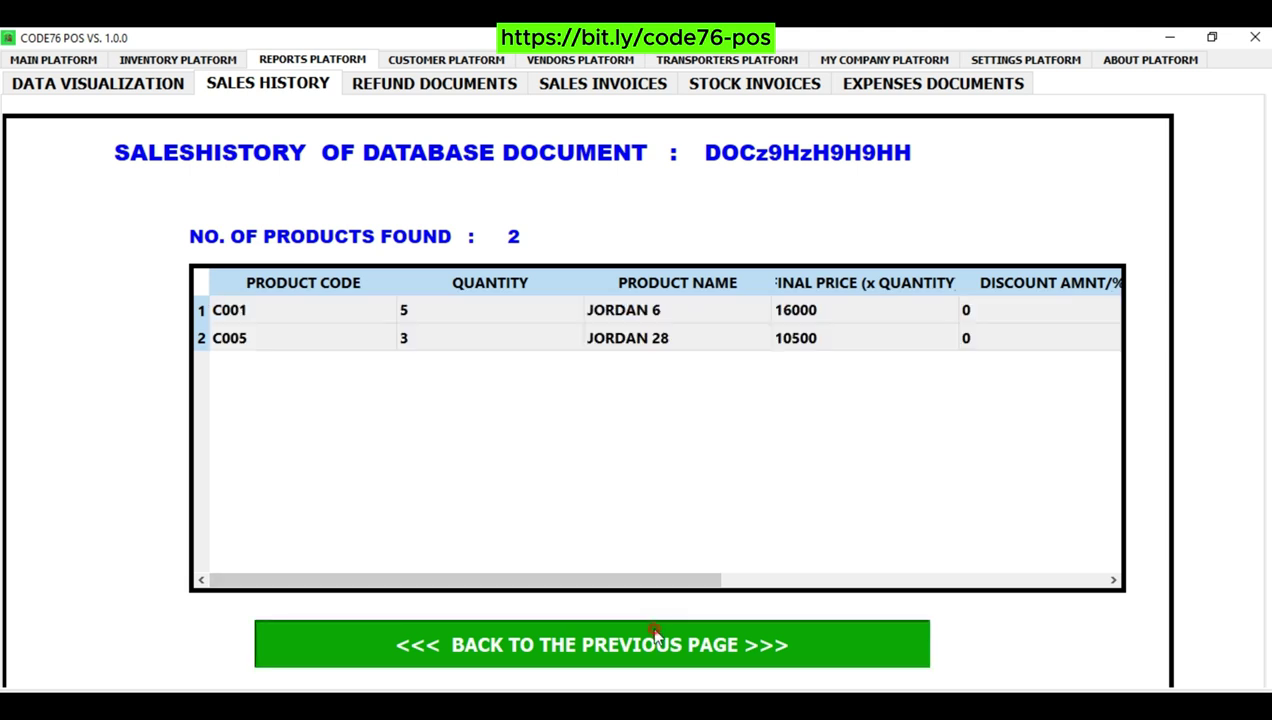 https://bit.ly/code76-pos
CODE76 POS VS. 1.0.0
MAIN PLATFORM INVENTORY PLATFORM REPORTS PLATFORM CUSTOMER PLATFORM VENDORS PLATFORM TRANSPORTERS PLATFORM MY COMPANY PLATFORM SETTINGS PLATFORM ABOUT PLATFORM
DATA VISUALIZATION SALES HISTORY REFUND DOCUMENTS SALES INVOICES STOCK INVOICES EXPENSES DOCUMENTS
SALESHISTORY OF DATABASE DOCUMENT : DOCz9HzH9H9HH
NO. OF PRODUCTS FOUND : 2
PRODUCT CODE QUANTITY PRODUCT NAME INAL PRICE (x QUANTITY DISCOUNT AMNT/%
1 C001 5 JORDAN 6 16000 0
2 C005 3 JORDAN 28 10500 0
<<< BACK TO THE PREVIOUS PAGE >>>